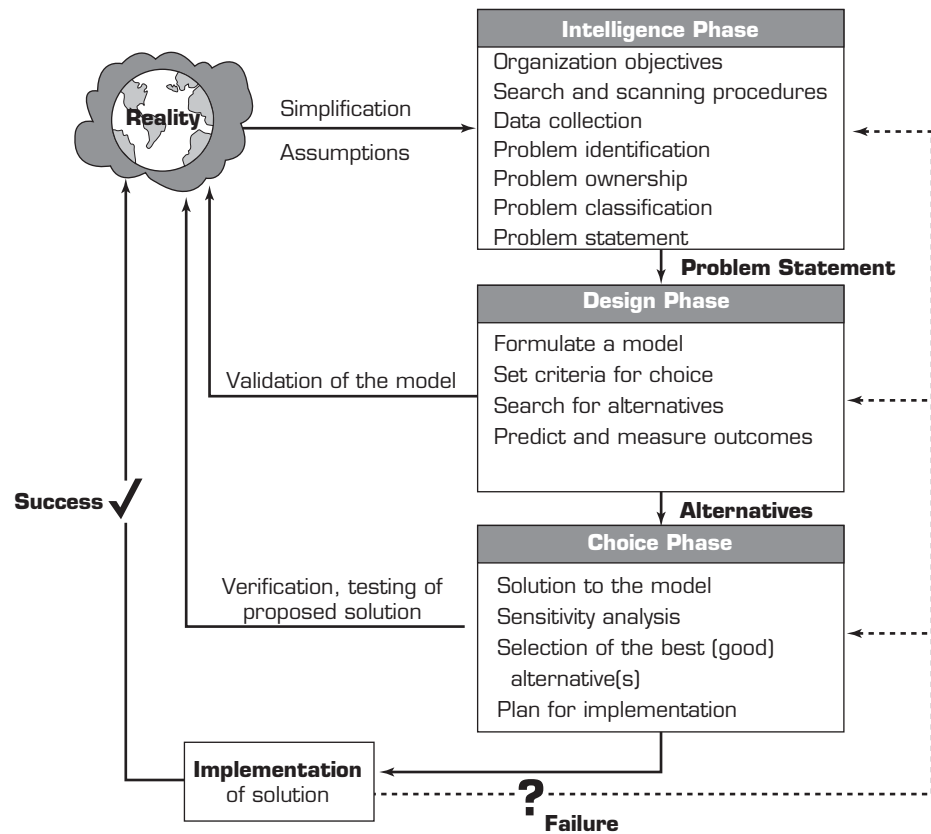 Intelligence Phase
Organization objectives
Search and scanning procedures
Data collection
Problem identification
Problem ownership
Problem classification
Problem statement
Reality
Simplification
Assumptions
Problem Statement
Design Phase
Formulate a model
Set criteria for choice
Search for alternatives
Predict and measure outcomes
Validation of the model
Alternatives
Success
Choice Phase
Solution to the model
Sensitivity analysis
Selection of the best (good)
alternative(s)
Plan for implementation
Verification, testing of
proposed solution
Implementation
of solution
?
Failure